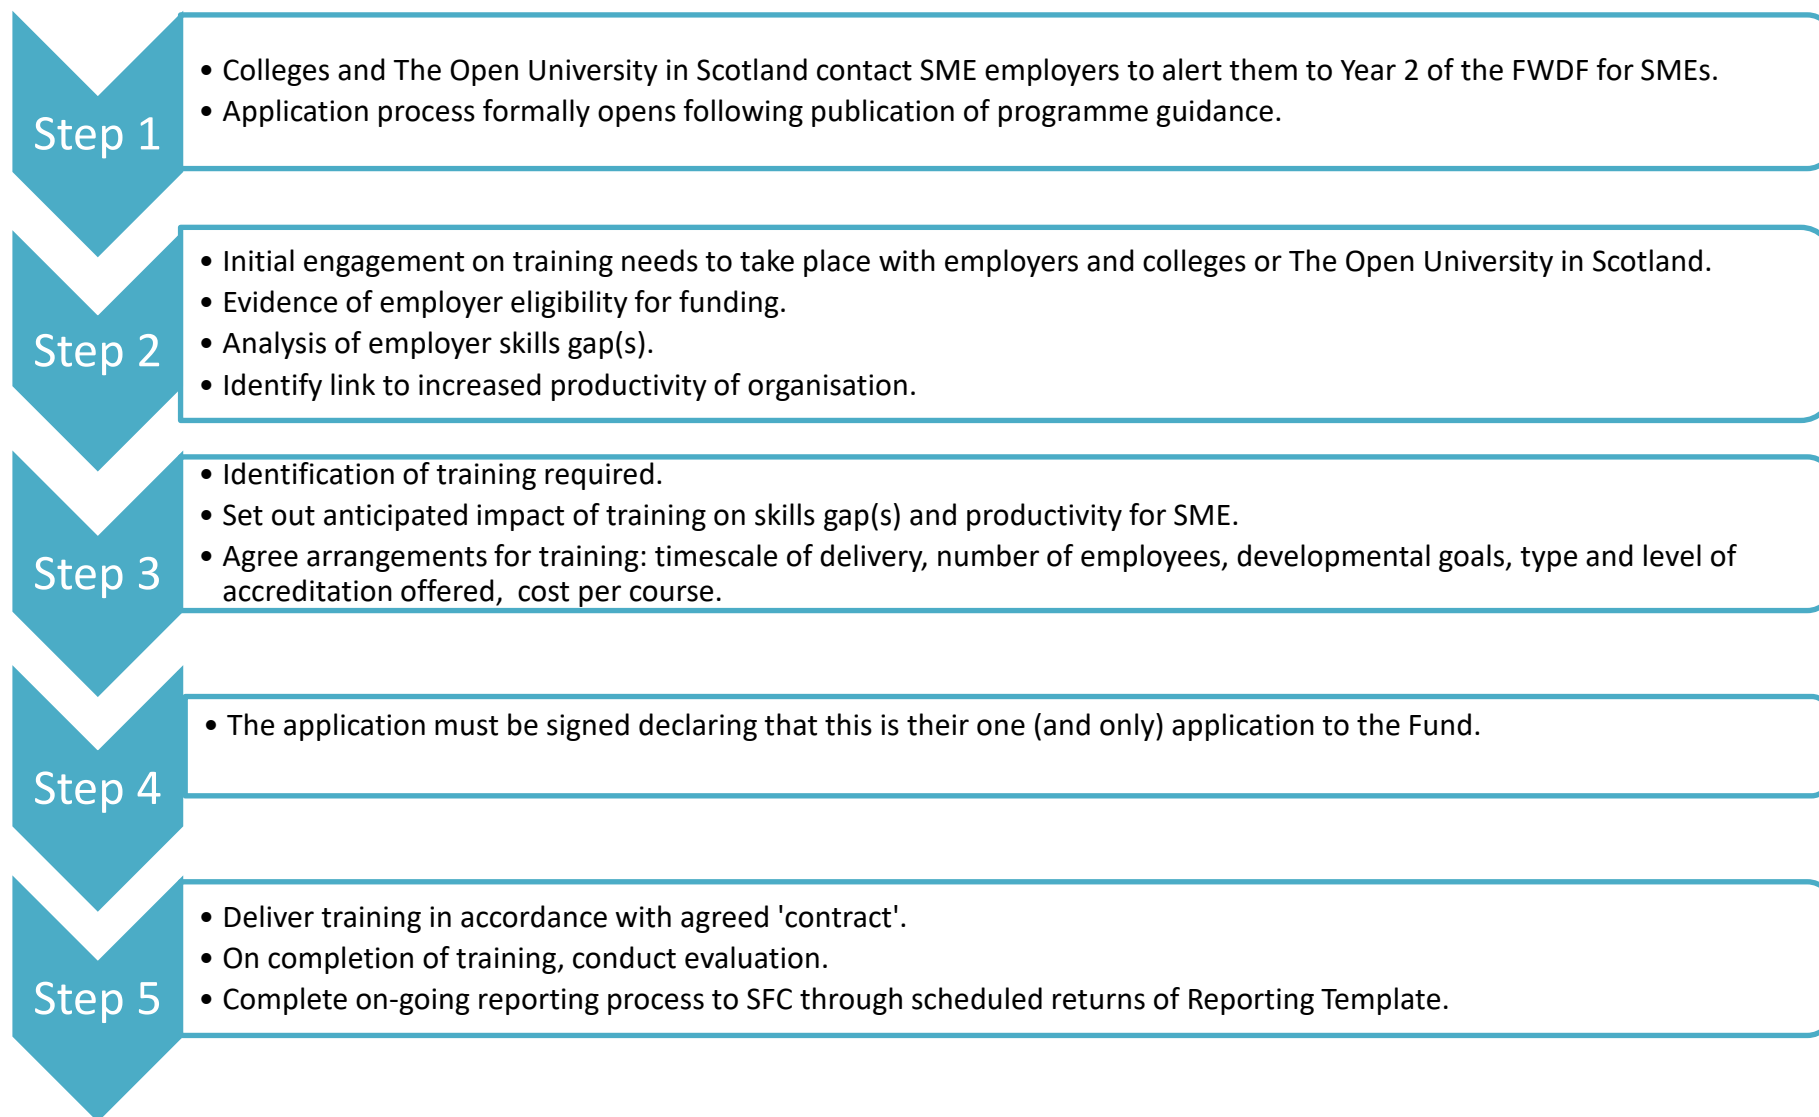 Step 1
• Colleges and The Open University in Scotland contact SME employers to alert them to Year 2 of the FWDF for SMEs.
• Application process formally opens following publication of programme guidance.
Step 2
• Initial engagement on training needs to take place with employers and colleges or The Open University in Scotland.
• Evidence of employer eligibility for funding.
• Analysis of employer skills gap(s).
• Identify link to increased productivity of organisation.
Step 3
• Identification of training required.
• Set out anticipated impact of training on skills gap(s) and productivity for SME.
• Agree arrangements for training: timescale of delivery, number of employees, developmental goals, type and level of
accreditation offered,  cost per course.
Step 4
• The application must be signed declaring that this is their one (and only) application to the Fund.
Step 5
• Deliver training in accordance with agreed 'contract'.
• On completion of training, conduct evaluation.
• Complete on-going reporting process to SFC through scheduled returns of Reporting Template.